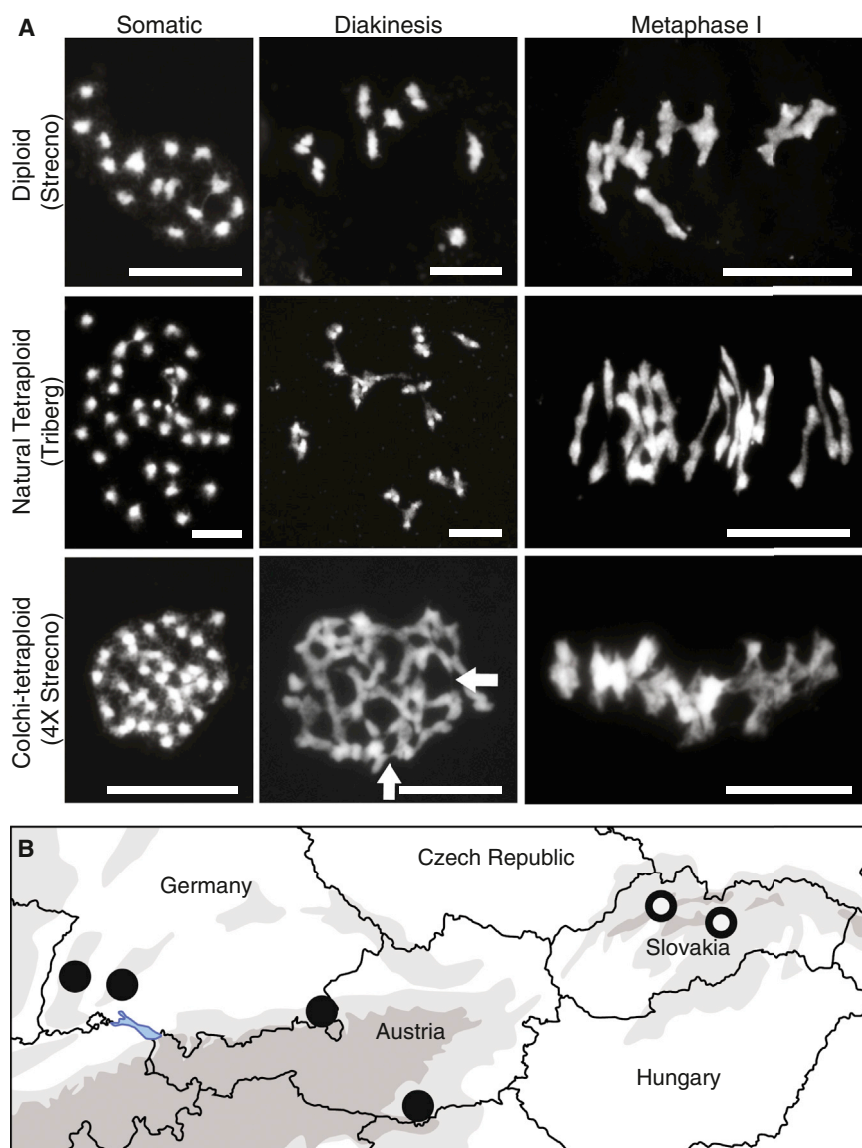 A
Somatic
Diakinesis
Metaphase I
Diploid
(Strecno)
Natural Tetraploid
(Triberg)
Colchi-tetraploid
(4X Strecno)
B
Germany
Czech Republic
Slovakia
Austria
Hungary